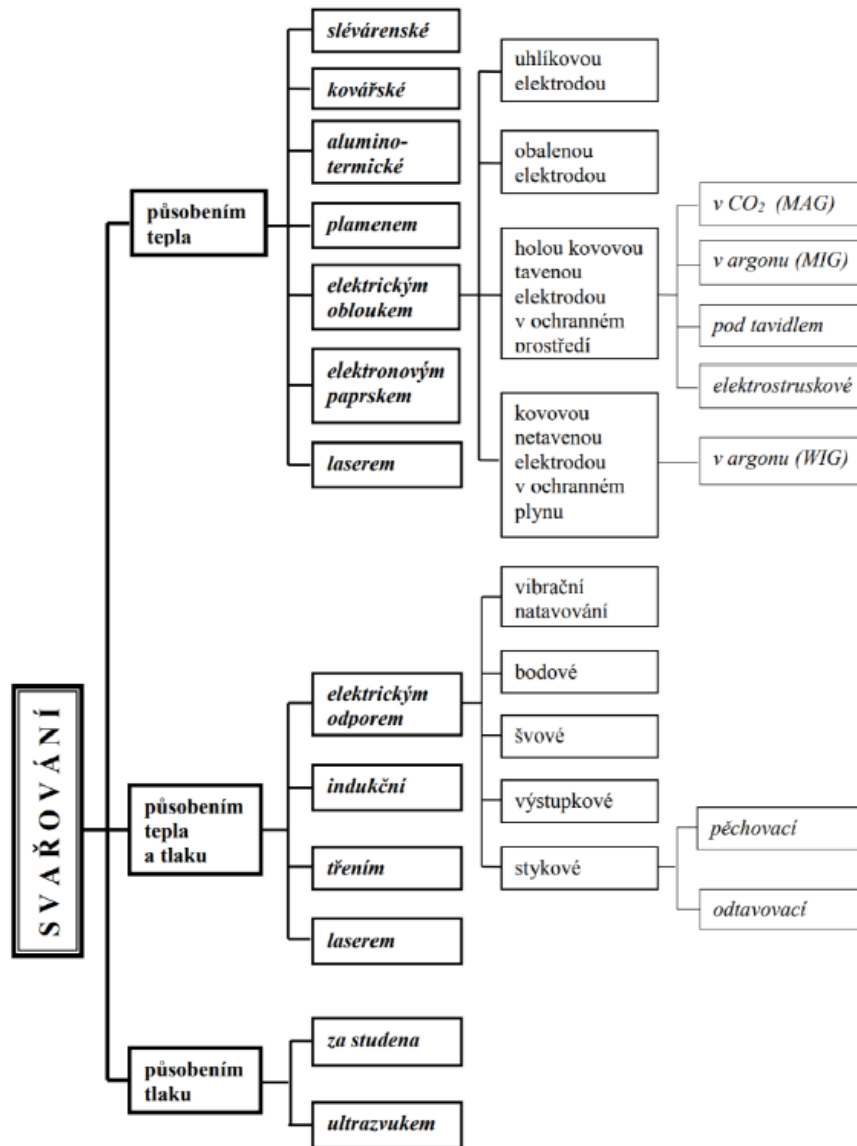 SVAŘOVÁNÍ
působením
tepla
slévárenské
kovářské
alumino-
termické
plamenem
elektrickým
obloukem
uhlíkovou
elektrodou
obalenou
elektrodou
holou kovovou
tavenou
elektrodou
v ochranném
prostředí
v CO₂ (MAG)
v argonu (MIG)
pod tavidlem
elektrostruskové
kovovou
netavenou
elektrodou
v ochranném
plynu
v argonu (WIG)
elektronovým
paprskem
laserem
působením
tepla
a tlaku
elektrickým
odporem
vibrační
natavování
bodové
švové
výstupkové
stykové
pěchovací
odtavovací
indukční
třením
laserem
působením
tlaku
za studena
ultrazvukem